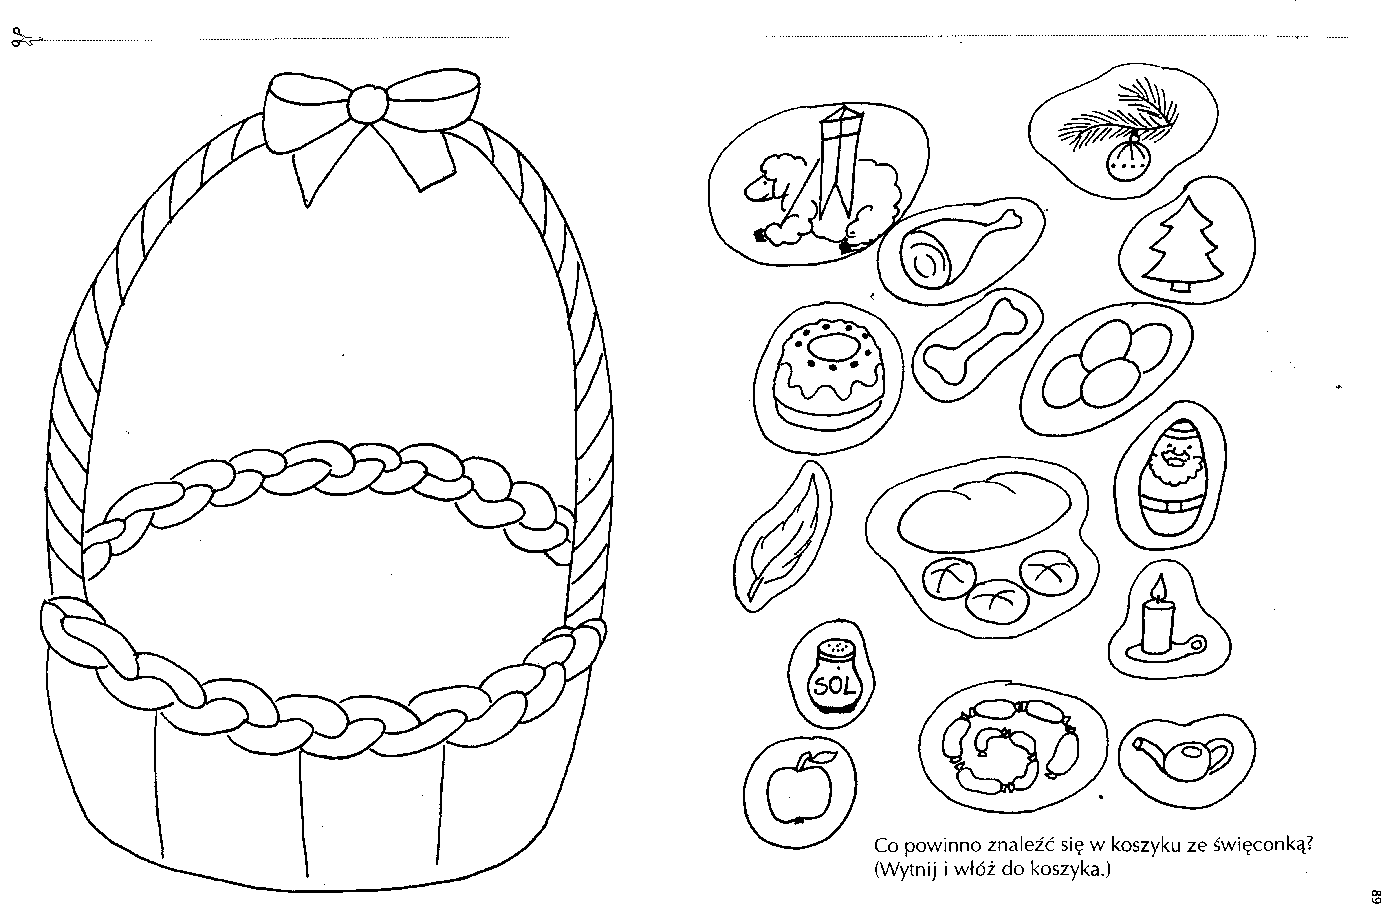 SOL
Co powinno znaleźć się w koszyku ze święconką?
(Wytnij i włóż do koszyka.)
89